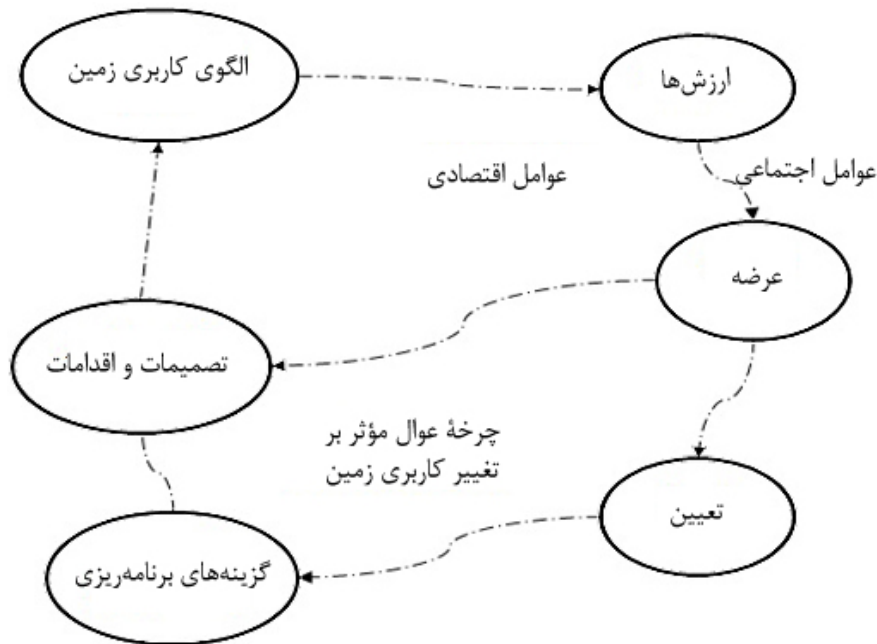 الگوی کاربری زمین
ارزش‌ها
عوامل اجتماعی
عوامل اقتصادی
عرضه
تصمیمات و اقدامات
چرخهٔ عوال مؤثر بر
تغییر کاربری زمین
تعیین
گزینه‌های برنامه‌ریزی